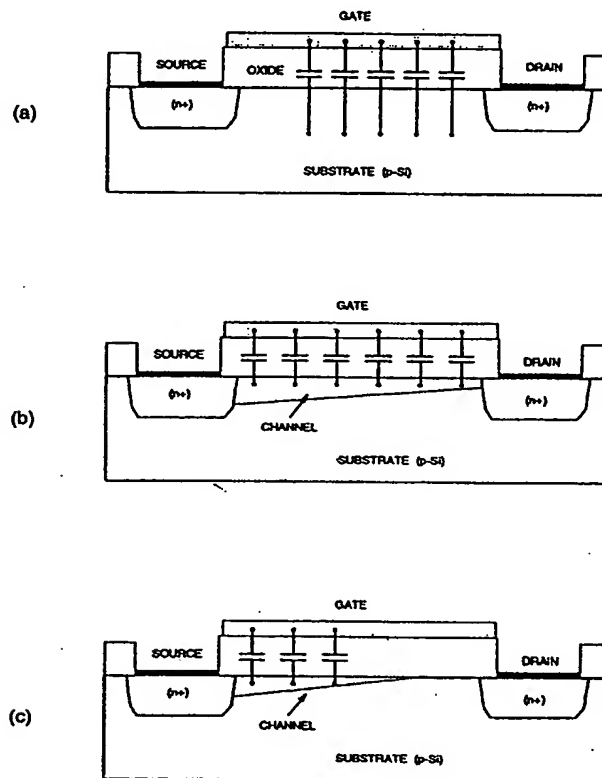 GATE
SOURCE
OXIDE
DRAIN
(n+)
(n+)
(a)
SUBSTRATE (p-Si)
GATE
SOURCE
DRAIN
(n+)
(n+)
(b)
CHANNEL
SUBSTRATE (p-Si)
GATE
SOURCE
DRAIN
(n+)
(n+)
(c)
CHANNEL
SUBSTRATE (p-Si)